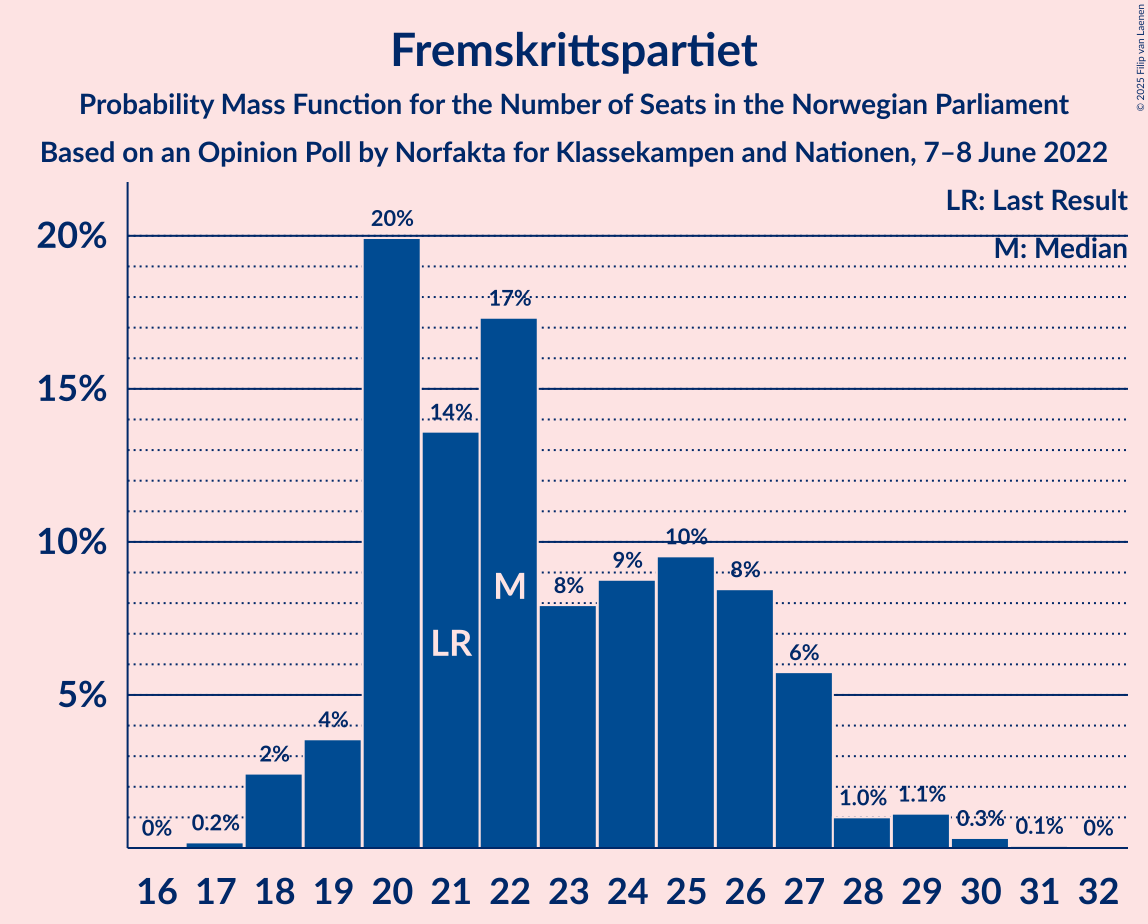 Fremskrittspartiet
Probability Mass Function for the Number of Seats in the Norwegian Parliament
Based on an Opinion Poll by Norfakta for Klassekampen and Nationen, 7–8 June 2022
© 2025 Filip van Laenen
LR: Last Result
M: Median
20%
15%
10%
5%
0%
0.2%
2%
4%
20%
14%
17%
8%
9%
10%
8%
6%
1.0%
1.1%
0.3%
0.1%
0%
LR
M
16 17 18 19 20 21 22 23 24 25 26 27 28 29 30 31 32